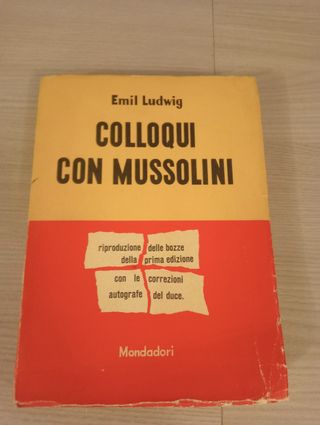 Emil Ludwig
COLLOQUI
CON MUSSOLINI
riproduzione delle bozze
della prima edizione
con le correzioni
autografe del duce.
Mondadori